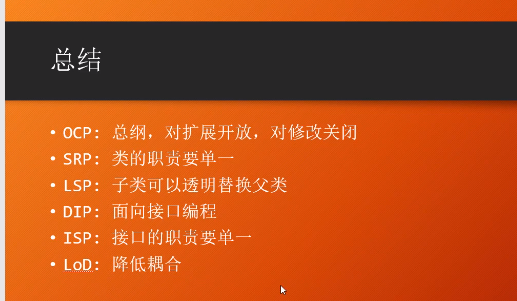 总结
• OCP: 总纲，对扩展开放，对修改关闭
• SRP: 类的职责要单一
• LSP: 子类可以透明替换父类
• DIP: 面向接口编程
• ISP: 接口的职责要单一
• LoD: 降低耦合